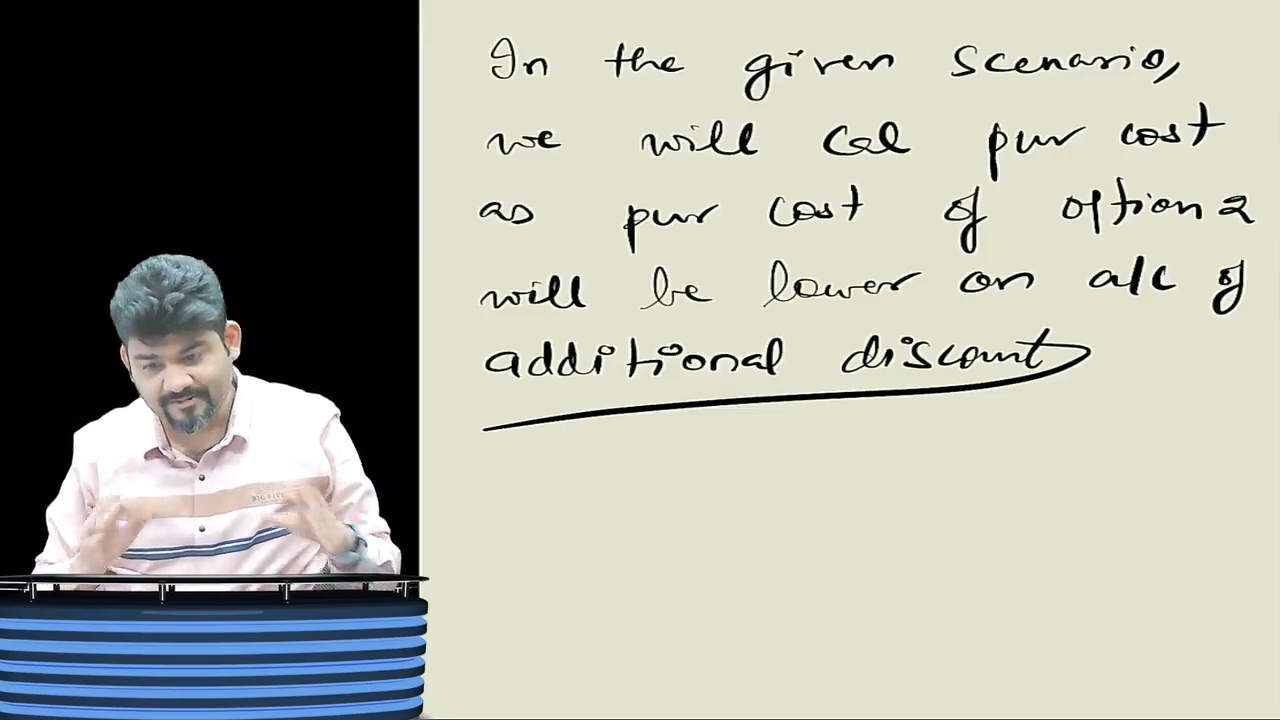 In the given scenario,
we will cal pur cost
as pur cost of option 2
will be lower on a/c of
additional discount